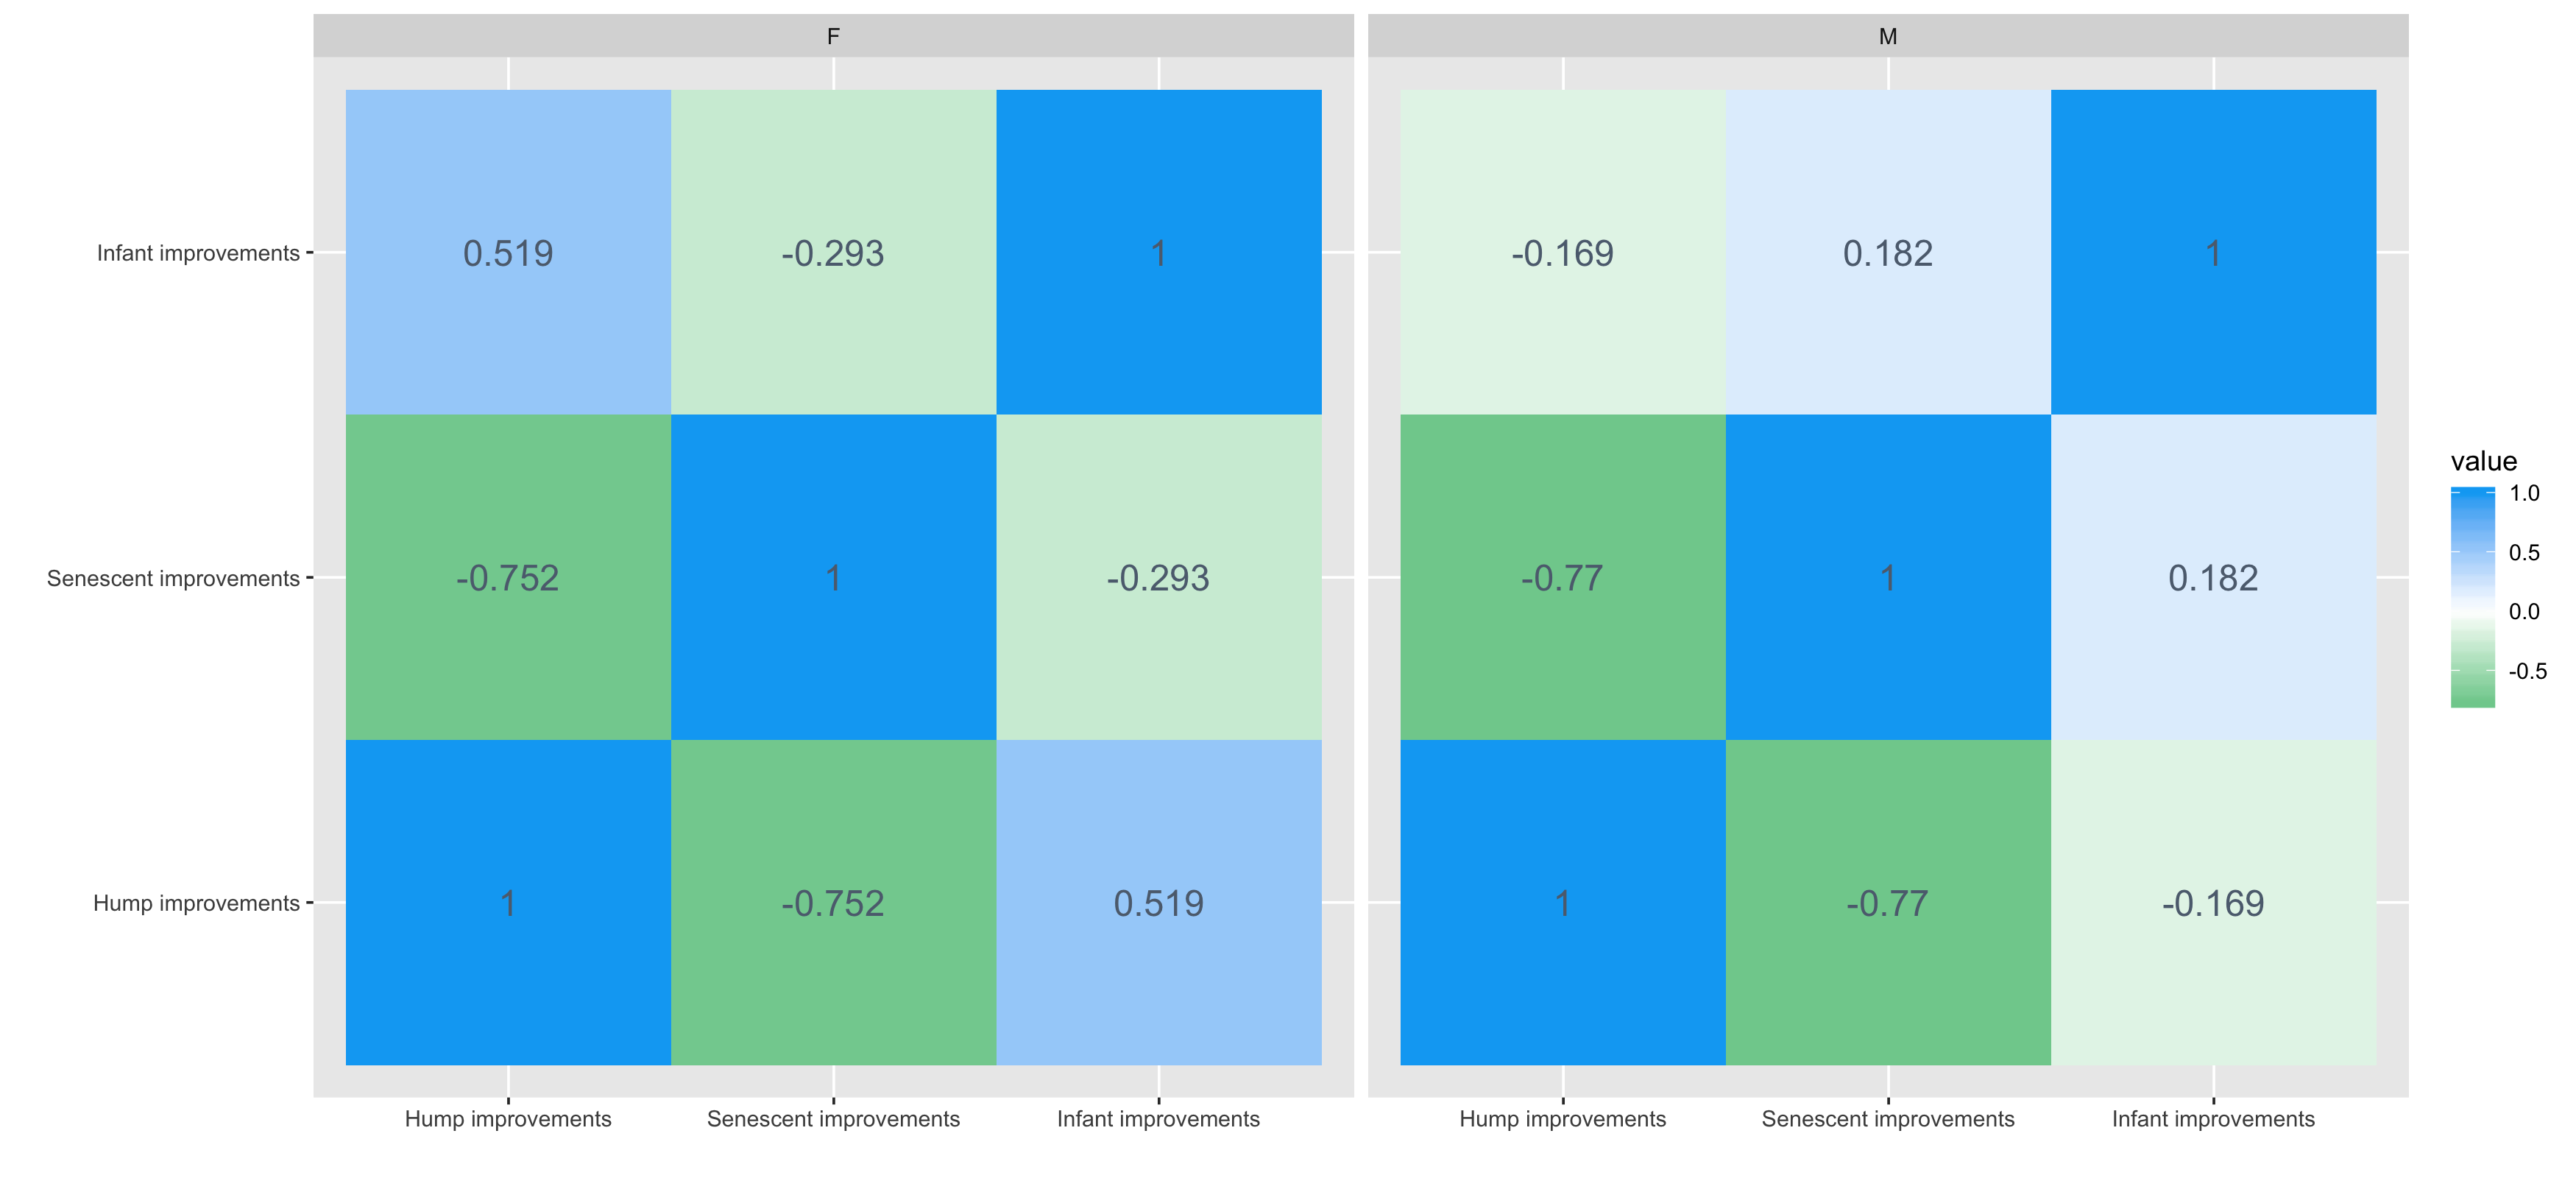 F M
Infant improvements 0.519 -0.293 1 -0.169 0.182 1
value
1.0
0.5
0.0
-0.5
Senescent improvements -0.752 1 -0.293 -0.77 1 0.182
Hump improvements 1 -0.752 0.519 1 -0.77 -0.169
Hump improvements Senescent improvements Infant improvements Hump improvements Senescent improvements Infant improvements